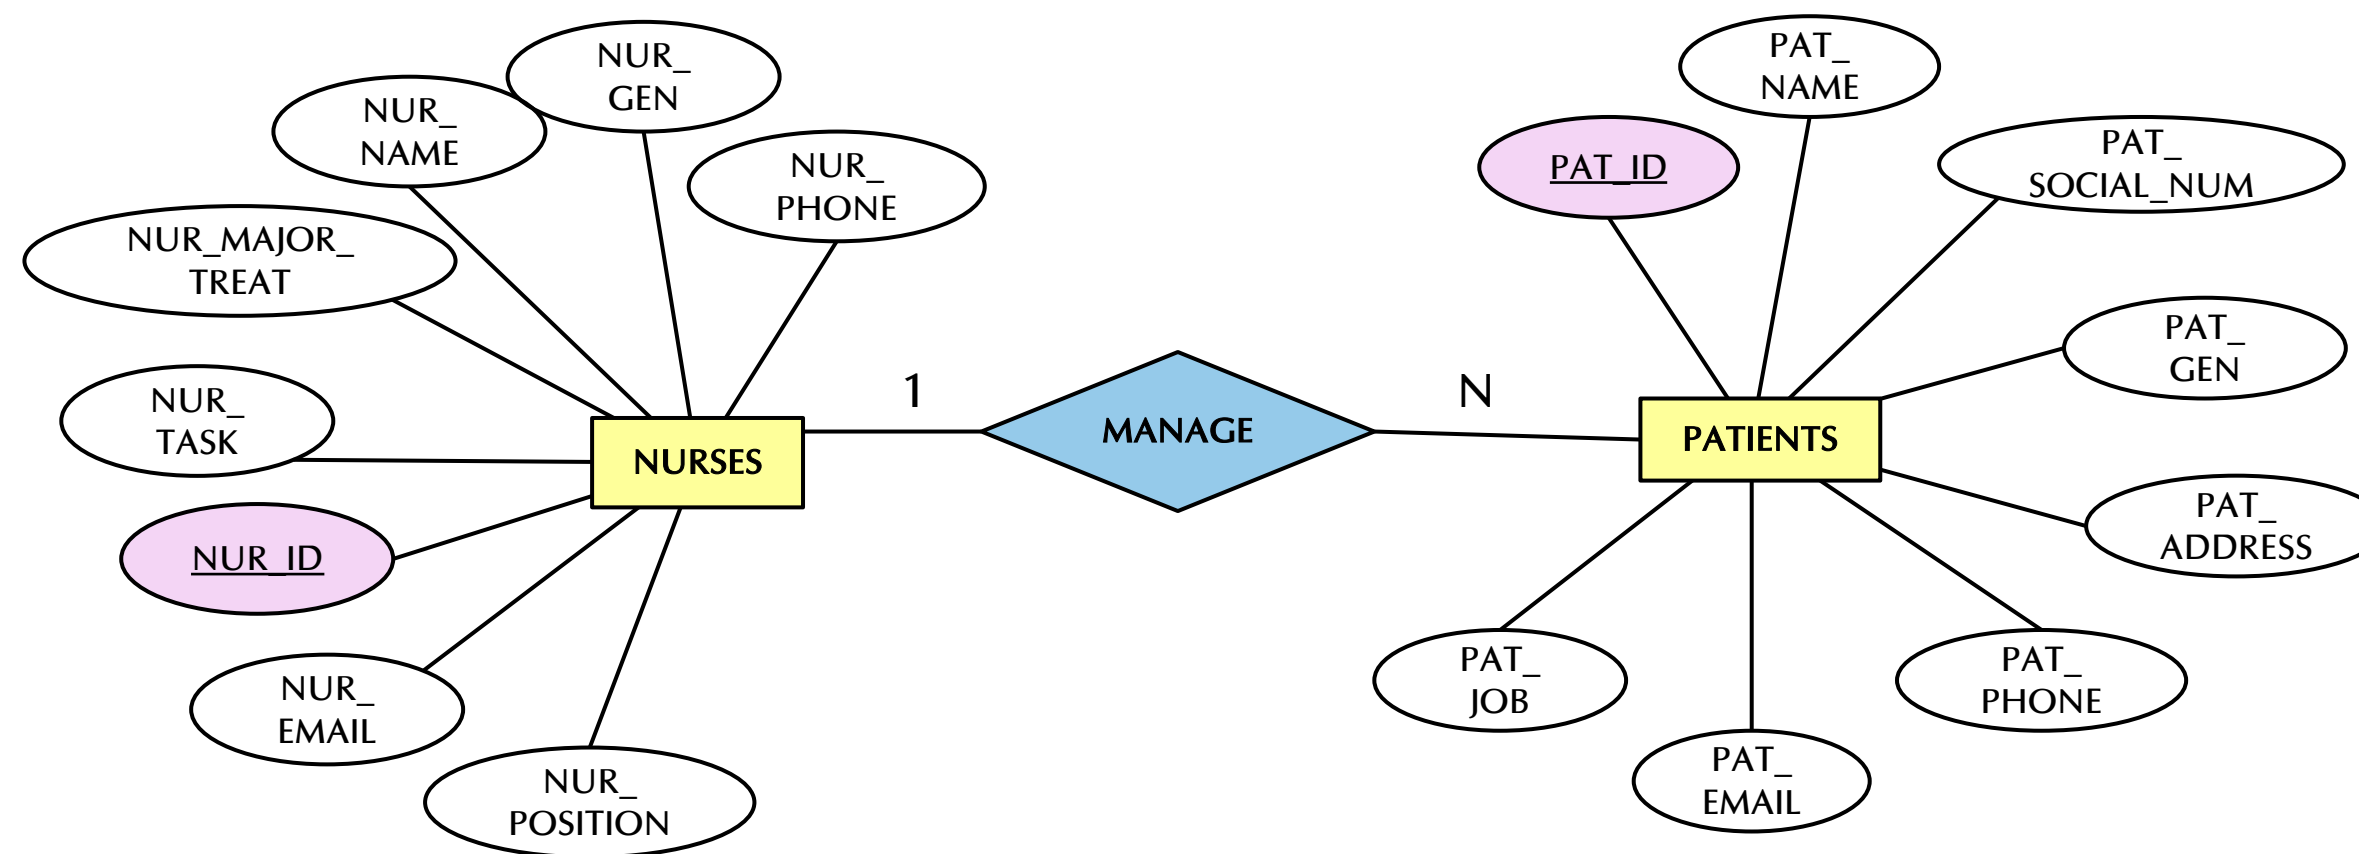 NUR_
GEN
NUR_
NAME
NUR_
PHONE
NUR_MAJOR_
TREAT
NUR_
TASK
NURSES
NUR_ID
NUR_
EMAIL
NUR_
POSITION
1
MANAGE
N
PAT_
NAME
PAT_ID
PAT_
SOCIAL_NUM
PAT_
GEN
PATIENTS
PAT_
ADDRESS
PAT_
JOB
PAT_
PHONE
PAT_
EMAIL